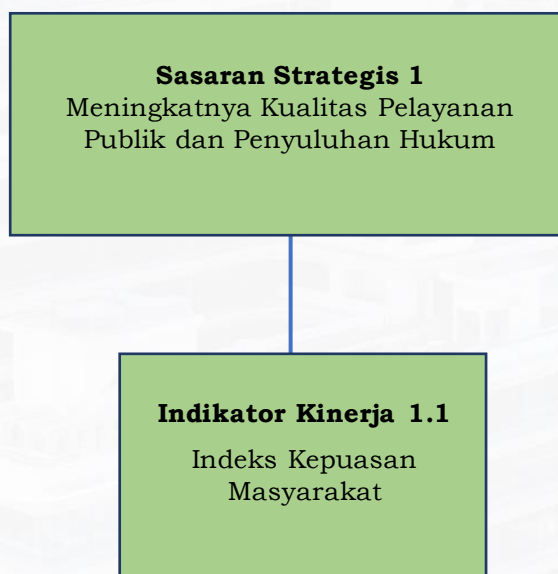 Sasaran Strategis 1
Meningkatnya Kualitas Pelayanan
Publik dan Penyuluhan Hukum
Indikator Kinerja 1.1
Indeks Kepuasan
Masyarakat